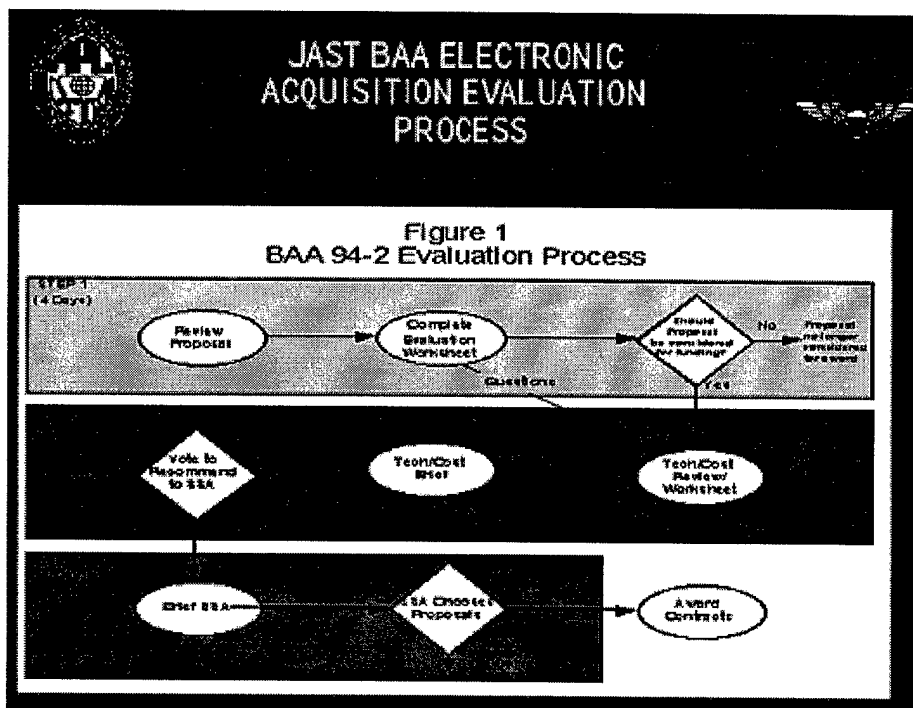 JAST BAA ELECTRONIC
ACQUISITION EVALUATION
PROCESS
Figure 1
BAA 94-2 Evaluation Process
STEP 1
(4 Days)
Review
Proposal
Complete
Evaluation
Worksheet
Should
Proposal
be considered
for funding?
No
Proposal
no longer
considered
for award
Questions
Yes
Vote to
Recommend
to SSA
Tech/Cost
Brief
Tech/Cost
Review/
Worksheet
Brief SSA
SSA Chooses
Proposals
Award
Contracts